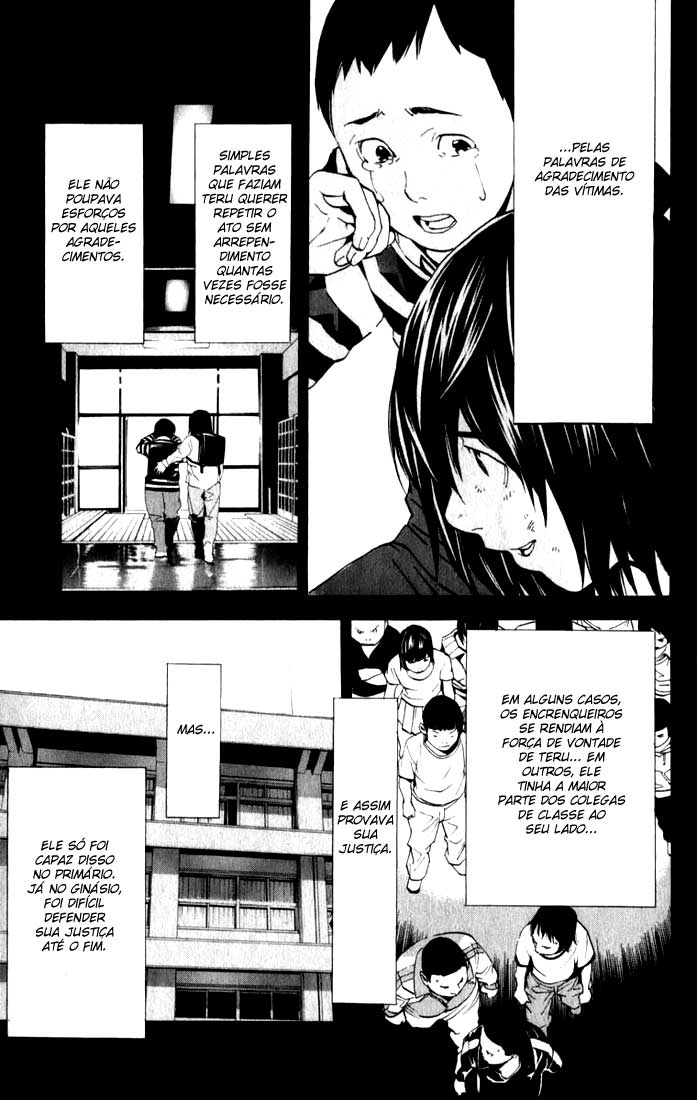 ...PELAS
PALAVRAS DE
AGRADECIMENTO
DAS VÍTIMAS.
SIMPLES
PALAVRAS
QUE FAZIAM
TERU QUERER
REPETIR O
ATO SEM
ARREPEN-
DIMENTO
QUANTAS
VEZES FOSSE
NECESSÁRIO.
ELE NÃO
POUPAVA
ESFORÇOS
POR AQUELES
AGRADE-
CIMENTOS.
EM ALGUNS CASOS,
OS ENCRENQUEIROS
SE RENDIAM À
FORÇA DE VONTADE
DE TERU... EM
OUTROS, ELE
TINHA A MAIOR
PARTE DOS COLEGAS
DE CLASSE AO
SEU LADO...
E ASSIM
PROVAVA
SUA
JUSTIÇA.
MAS...
ELE SÓ FOI
CAPAZ DISSO
NO PRIMÁRIO.
JÁ NO GINÁSIO,
FOI DIFÍCIL
DEFENDER
SUA JUSTIÇA
ATÉ O FIM.